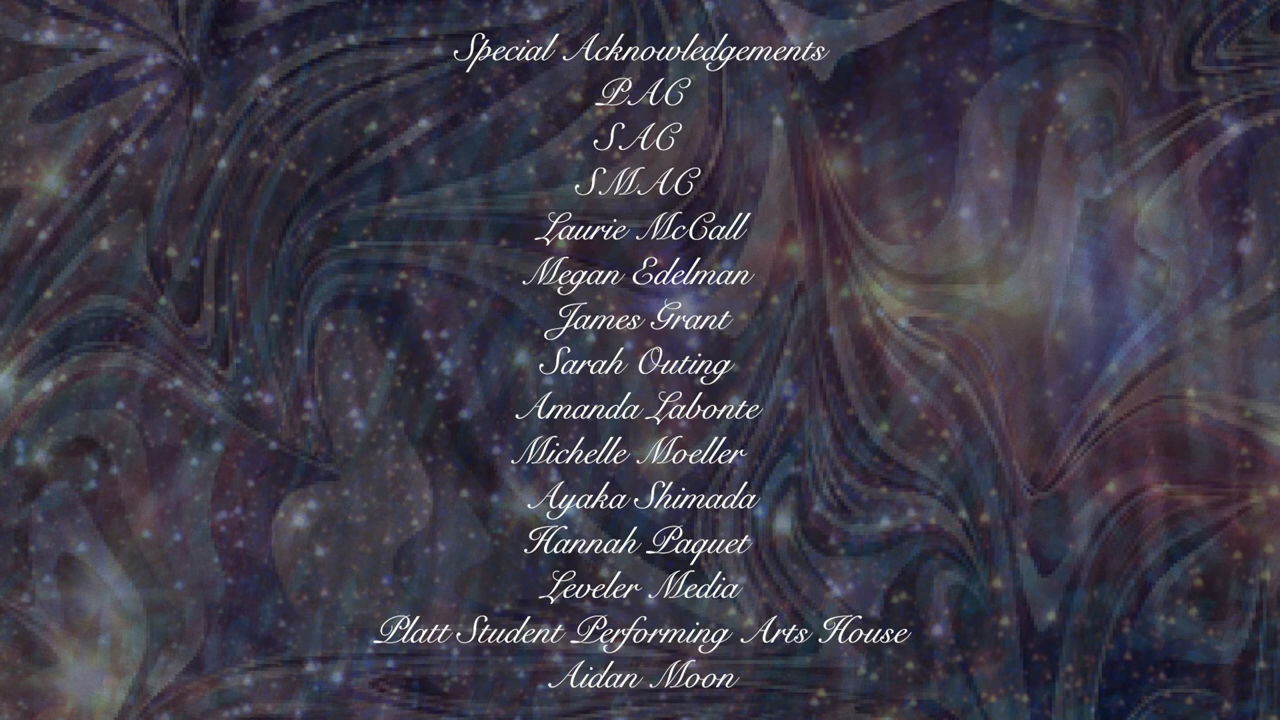 Special Acknowledgements
PAC
SAC
SMAC
Laurie McCall
Megan Edelman
James Grant
Sarah Outing
Amanda Labonte
Michelle Moeller
Ayaka Shimada
Hannah Paquet
Leveler Media
Platt Student Performing Arts House
Aidan Moon